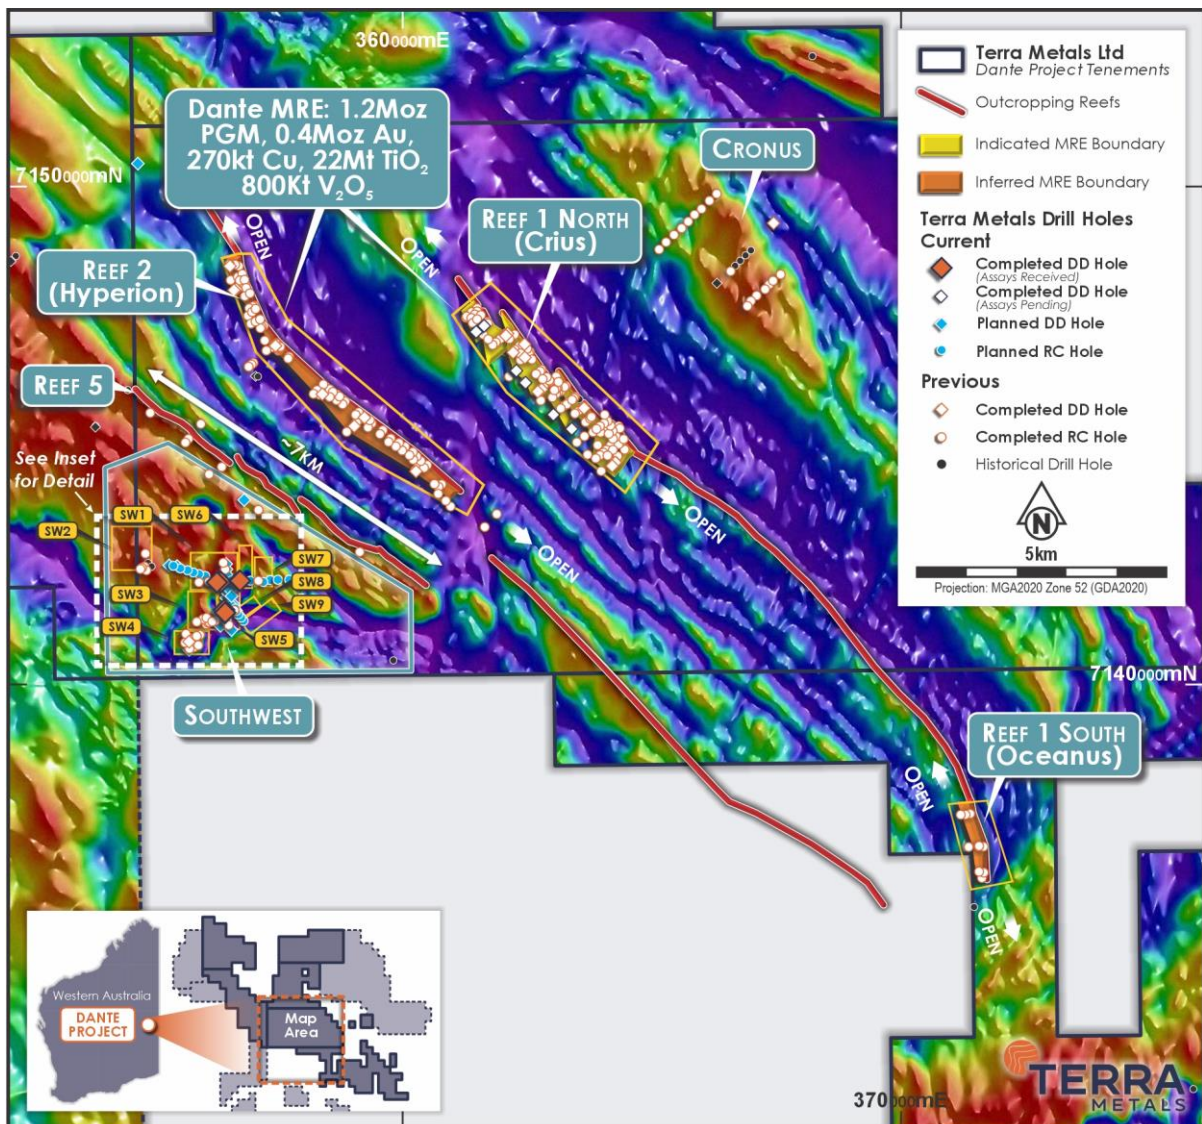 360000mE
Dante MRE: 1.2Moz
PGM, 0.4Moz Au,
270kt Cu, 22Mt TiO2
800Kt V2O5
7150000mN
CRONUS
REEF 1 NORTH
(Crius)
OPEN
OPEN
REEF 2
(Hyperion)
REEF 5
~7KM
See Inset
for Detail
SW1
SW6
SW2
SW7
SW8
SW3
SW9
SW4
SW5
OPEN
OPEN
SOUTHWEST
7140000mN
REEF 1 SOUTH
(Oceanus)
OPEN
OPEN
370000mE
Terra Metals Ltd
Dante Project Tenements
Outcropping Reefs
Indicated MRE Boundary
Inferred MRE Boundary
Terra Metals Drill Holes
Current
Completed DD Hole
(Assays Received)
Completed DD Hole
(Assays Pending)
Planned DD Hole
Planned RC Hole
Previous
Completed DD Hole
Completed RC Hole
Historical Drill Hole
N
5km
Projection: MGA2020 Zone 52 (GDA2020)
Western Australia
DANTE
PROJECT
Map
Area
TERRA
METALS